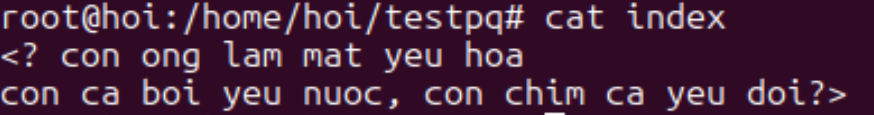 root@hoi:/home/hoi/testpq# cat index
<? con ong lam mat yeu hoa
con ca boi yeu nuoc, con chim ca yeu doi?>